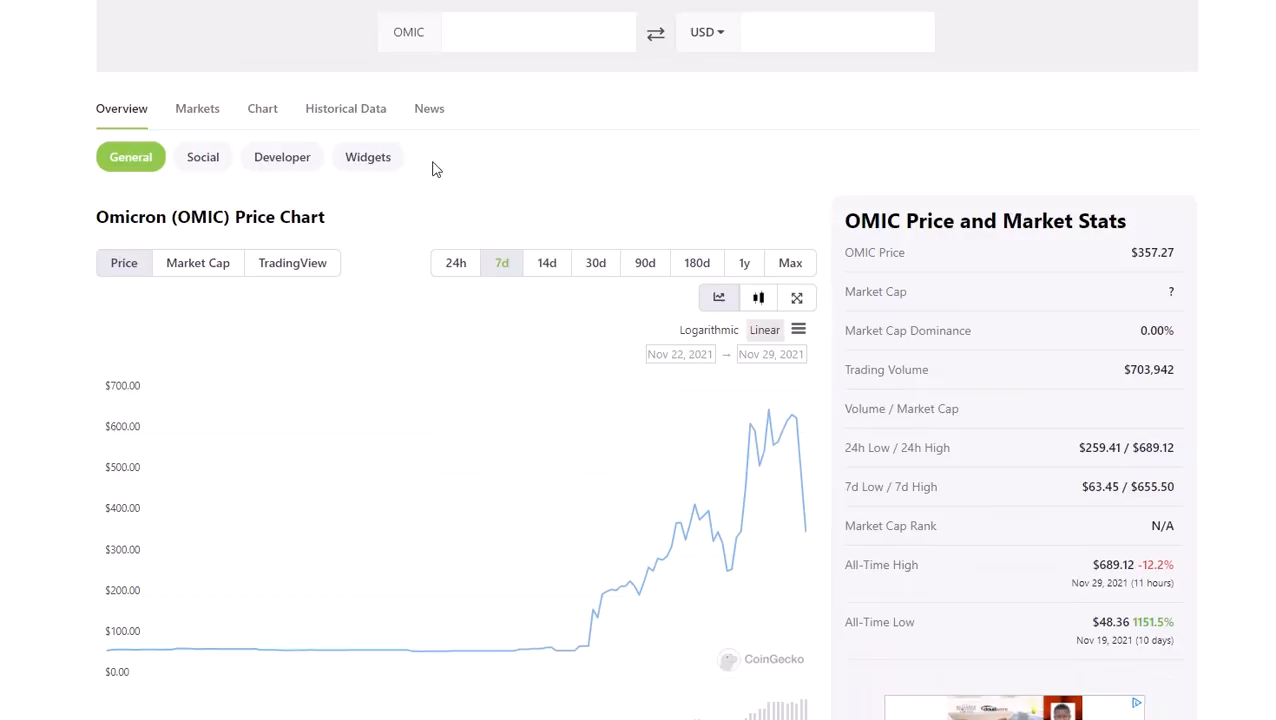 OMIC
USD
Overview Markets Chart Historical Data News
General Social Developer Widgets
Omicron (OMIC) Price Chart
Price Market Cap TradingView
24h 7d 14d 30d 90d 180d 1y Max
Logarithmic Linear
Nov 22, 2021 → Nov 29, 2021
$700.00
$600.00
$500.00
$400.00
$300.00
$200.00
$100.00
$0.00
CoinGecko
OMIC Price and Market Stats
OMIC Price $357.27
Market Cap ?
Market Cap Dominance 0.00%
Trading Volume $703,942
Volume / Market Cap
24h Low / 24h High $259.41 / $689.12
7d Low / 7d High $63.45 / $655.50
Market Cap Rank N/A
All-Time High $689.12 -12.2%
Nov 29, 2021 (11 hours)
All-Time Low $48.36 1151.5%
Nov 19, 2021 (10 days)